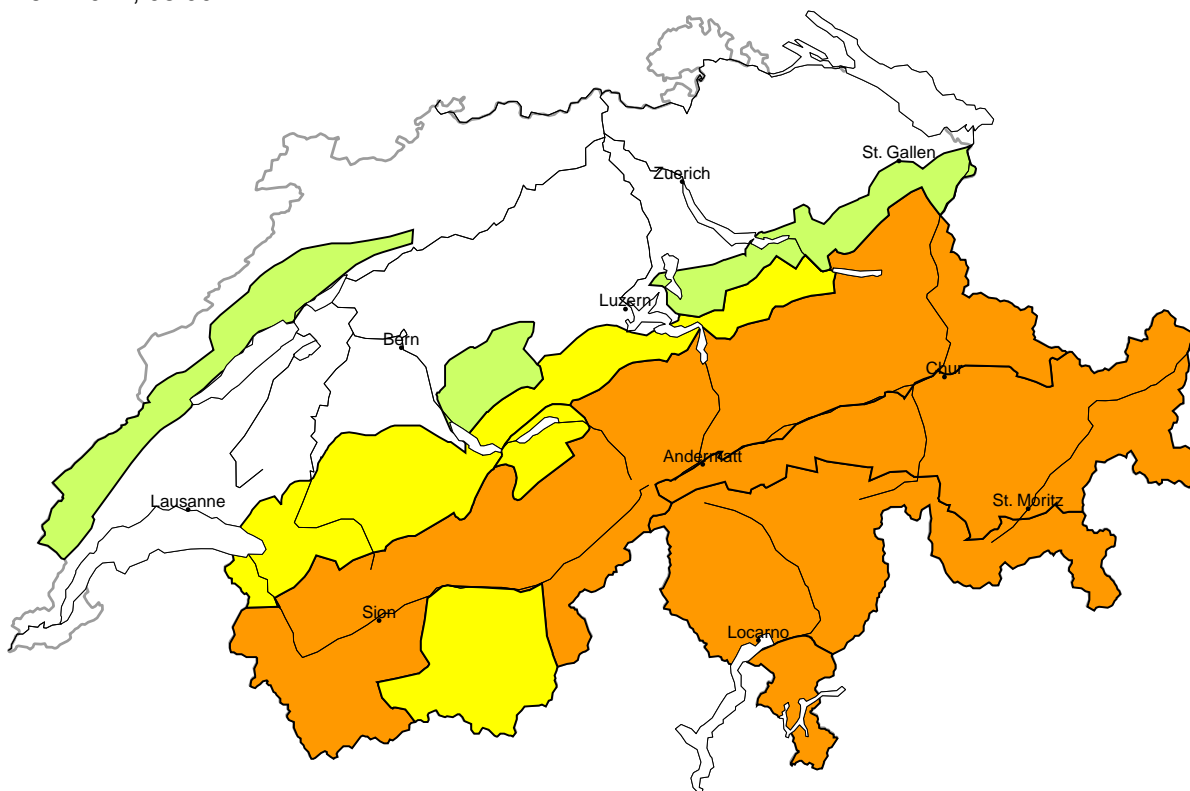 St. Gallen
Zuerich
Luzern
Bern
Chur
Andermatt
Lausanne
St. Moritz
Sion
Locarno